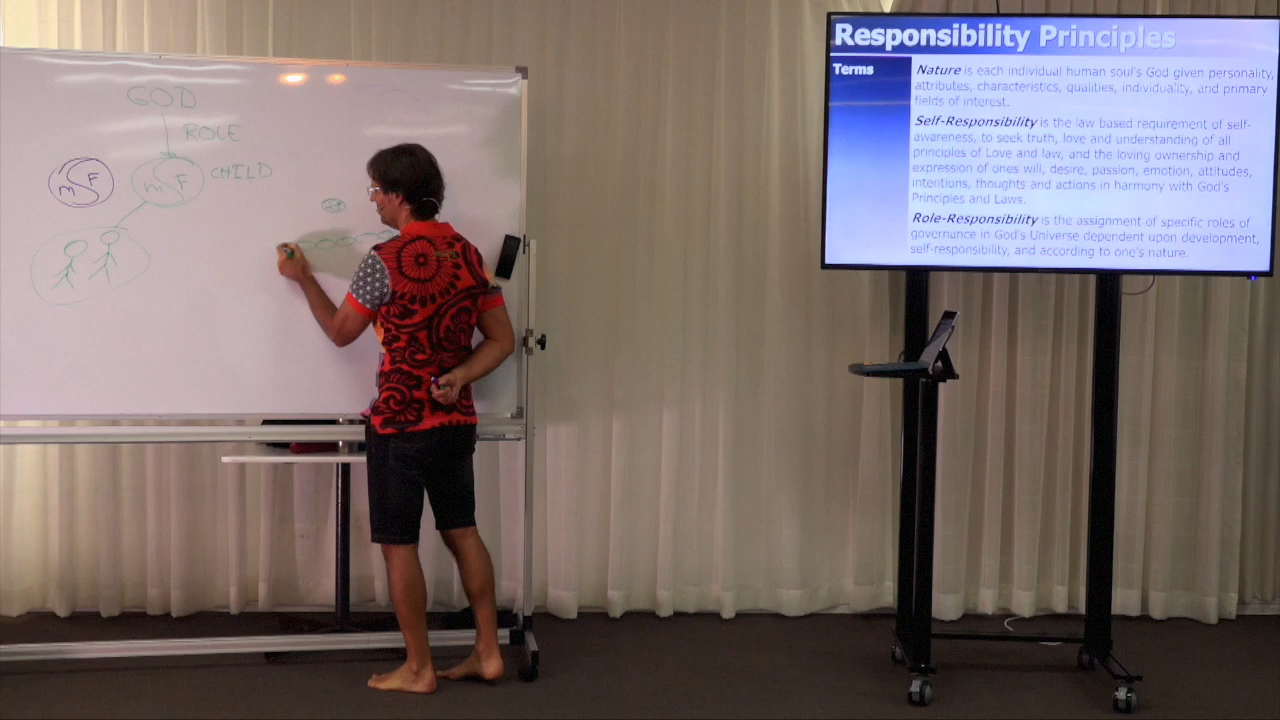 GOD
ROLE
CHILD
m F
m F
Responsibility Principles
Terms
Nature is each individual human soul's God given personality,
attributes, characteristics, qualities, individuality, and primary
fields of interest.
Self-Responsibility is the law based requirement of self-
awareness, to seek truth, love and understanding of all
principles of Love and law, and the loving ownership and
expression of ones will, desire, passion, emotion, attitudes,
intentions, thoughts and actions in harmony with God's
Principles and Laws.
Role-Responsibility is the assignment of specific roles of
governance in God's Universe dependent upon development,
self-responsibility, and according to one's nature.